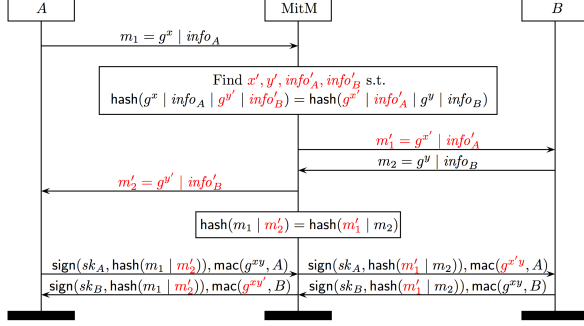 A MitM B
m₁ = gˣ | info_A
Find x′, y′, info′_A, info′_B s.t.
hash(gˣ | info_A | g^{y′} | info′_B) = hash(g^{x′} | info′_A | g^y | info_B)
m′₁ = g^{x′} | info′_A
m₂ = g^y | info_B
m′₂ = g^{y′} | info′_B
hash(m₁ | m′₂) = hash(m′₁ | m₂)
sign(sk_A, hash(m₁ | m′₂)), mac(g^{xy}, A) sign(sk_A, hash(m′₁ | m₂)), mac(g^{x′y}, A)
sign(sk_B, hash(m₁ | m′₂)), mac(g^{xy′}, B) sign(sk_B, hash(m′₁ | m₂)), mac(g^{xy}, B)